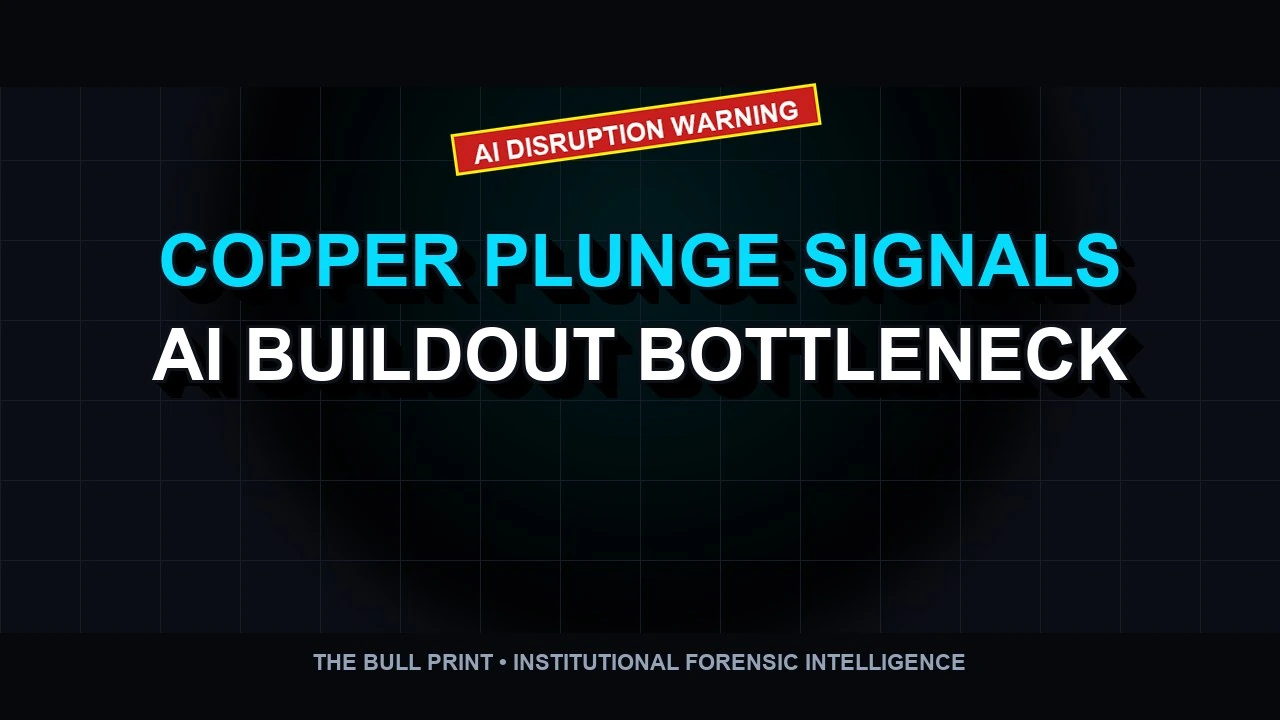 AI DISRUPTION WARNING
COPPER PLUNGE SIGNALS
AI BUILDOUT BOTTLENECK
THE BULL PRINT • INSTITUTIONAL FORENSIC INTELLIGENCE